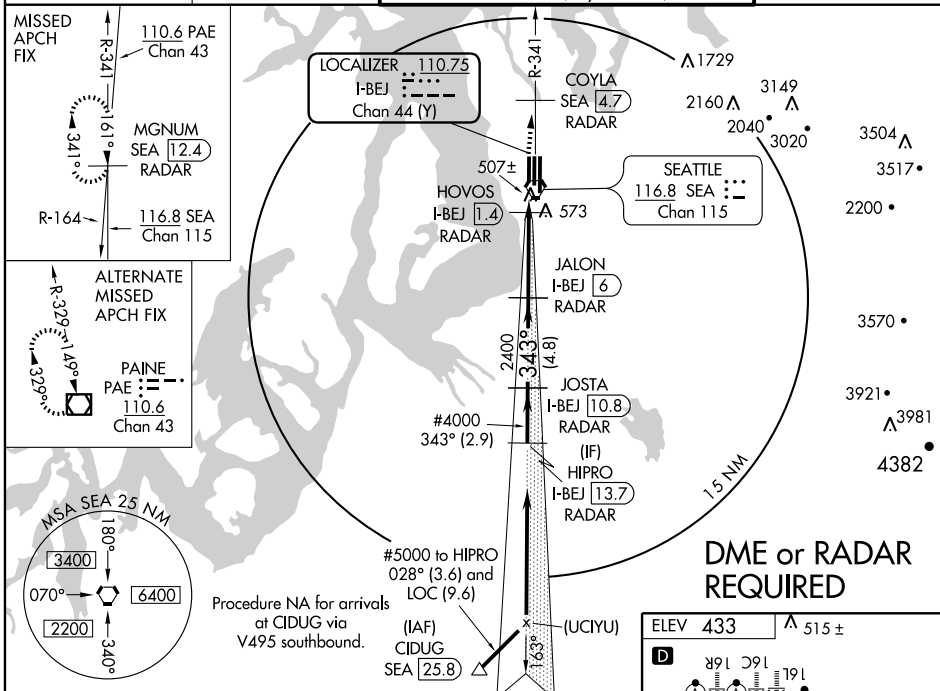 MISSED
APCH
FIX
110.6 PAE
Chan 43
R-341
161°
341°
MGNUM
SEA 12.4
RADAR
R-164
116.8 SEA
Chan 115
ALTERNATE
MISSED
APCH FIX
R-329
149°
329°
PAINE
PAE
110.6
Chan 43
MSA SEA 25 NM
180°
3400
070°
6400
2200
340°
LOCALIZER 110.75
I-BEJ
Chan 44 (Y)
R-341
COYLA
SEA 4.7
RADAR
1729
2160
3149
2040
3020
3504
3517
2200
507±
SEATTLE
116.8 SEA
Chan 115
HOVOS
I-BEJ 1.4
RADAR
573
JALON
I-BEJ 6
RADAR
2400
343°
(4.8)
3570
JOSTA
I-BEJ 10.8
RADAR
3921
3981
4382
#4000
343° (2.9)
(IF)
HIPRO
I-BEJ 13.7
RADAR
15 NM
#5000 to HIPRO
028° (3.6) and
LOC (9.6)
Procedure NA for arrivals
at CIDUG via
V495 southbound.
(IAF)
CIDUG
SEA 25.8
(UCIYU)
163°
DME or RADAR
REQUIRED
ELEV 433
515 ±
D
16R
16C
16L